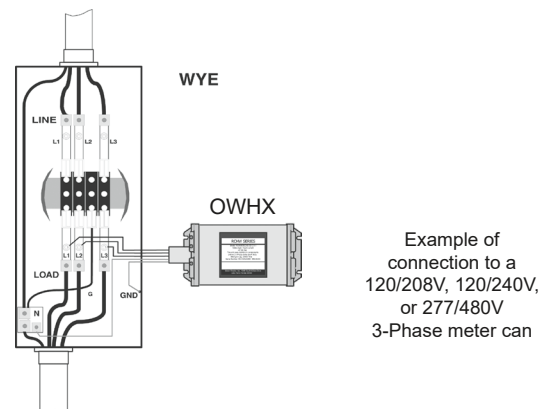 WYE
LINE
L1 L2 L3
OWHX
L1 L2 L3
LOAD
G
GND
N
Example of
connection to a
120/208V, 120/240V,
or 277/480V
3-Phase meter can